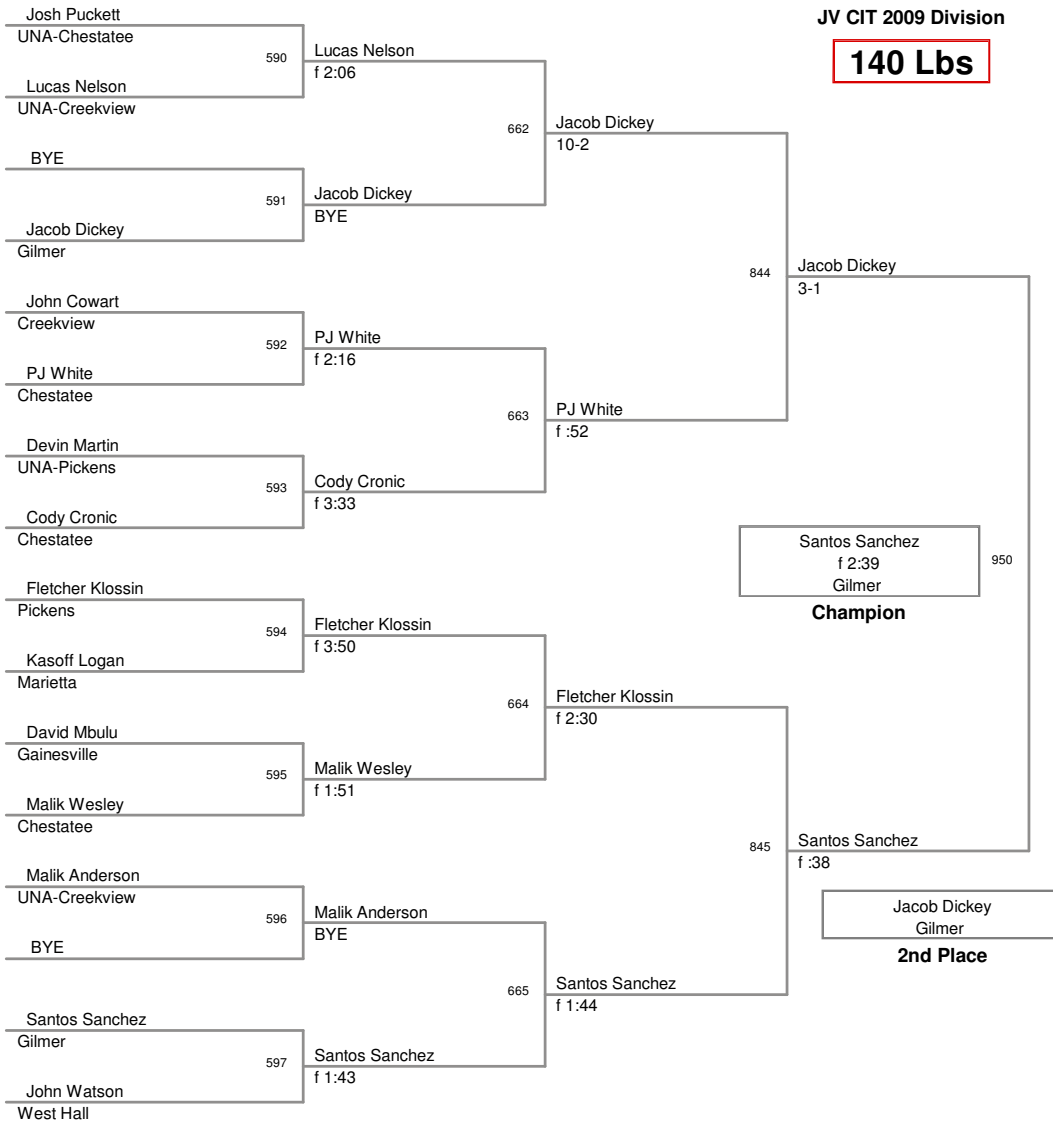 JV CIT 2009 Division
140 Lbs
Josh Puckett
UNA-Chestatee
590
Lucas Nelson
f 2:06
Lucas Nelson
UNA-Creekview
662
Jacob Dickey
10-2
BYE
591
Jacob Dickey
BYE
Jacob Dickey
Gilmer
844
Jacob Dickey
3-1
John Cowart
Creekview
592
PJ White
f 2:16
PJ White
Chestatee
663
PJ White
f :52
Devin Martin
UNA-Pickens
593
Cody Cronic
f 3:33
Cody Cronic
Chestatee
Santos Sanchez
f 2:39
Gilmer
950
Champion
Fletcher Klossin
Pickens
594
Fletcher Klossin
f 3:50
Kasoff Logan
Marietta
664
Fletcher Klossin
f 2:30
David Mbulu
Gainesville
595
Malik Wesley
f 1:51
Malik Wesley
Chestatee
845
Santos Sanchez
f :38
Malik Anderson
UNA-Creekview
596
Malik Anderson
BYE
BYE
Jacob Dickey
Gilmer
2nd Place
665
Santos Sanchez
f 1:44
Santos Sanchez
Gilmer
597
Santos Sanchez
f 1:43
John Watson
West Hall